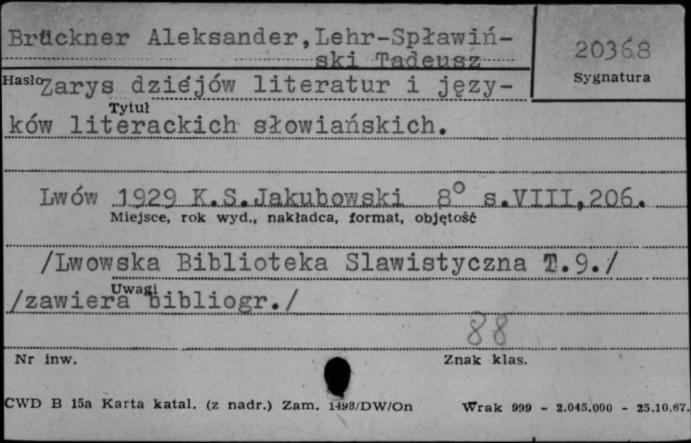 Brückner Aleksander, Lehr-Spławiń-
ski Tadeusz
20368
Sygnatura
Hasło
Zarys dziejów literatur i języ-
Tytuł
ków literackich słowiańskich.
Lwów 1929 K.S.Jakubowski 8° s.VIII,206.
Miejsce, rok wyd., nakładca, format, objętość
/Lwowska Biblioteka Slawistyczna T.9./
Uwagi
/zawiera bibliogr./
88
Nr inw.
Znak klas.
CWD B 15a Karta katal. (z nadr.) Zam. 1498/DW/On
Wrak 999 - 2.045.000 - 25.10.67.